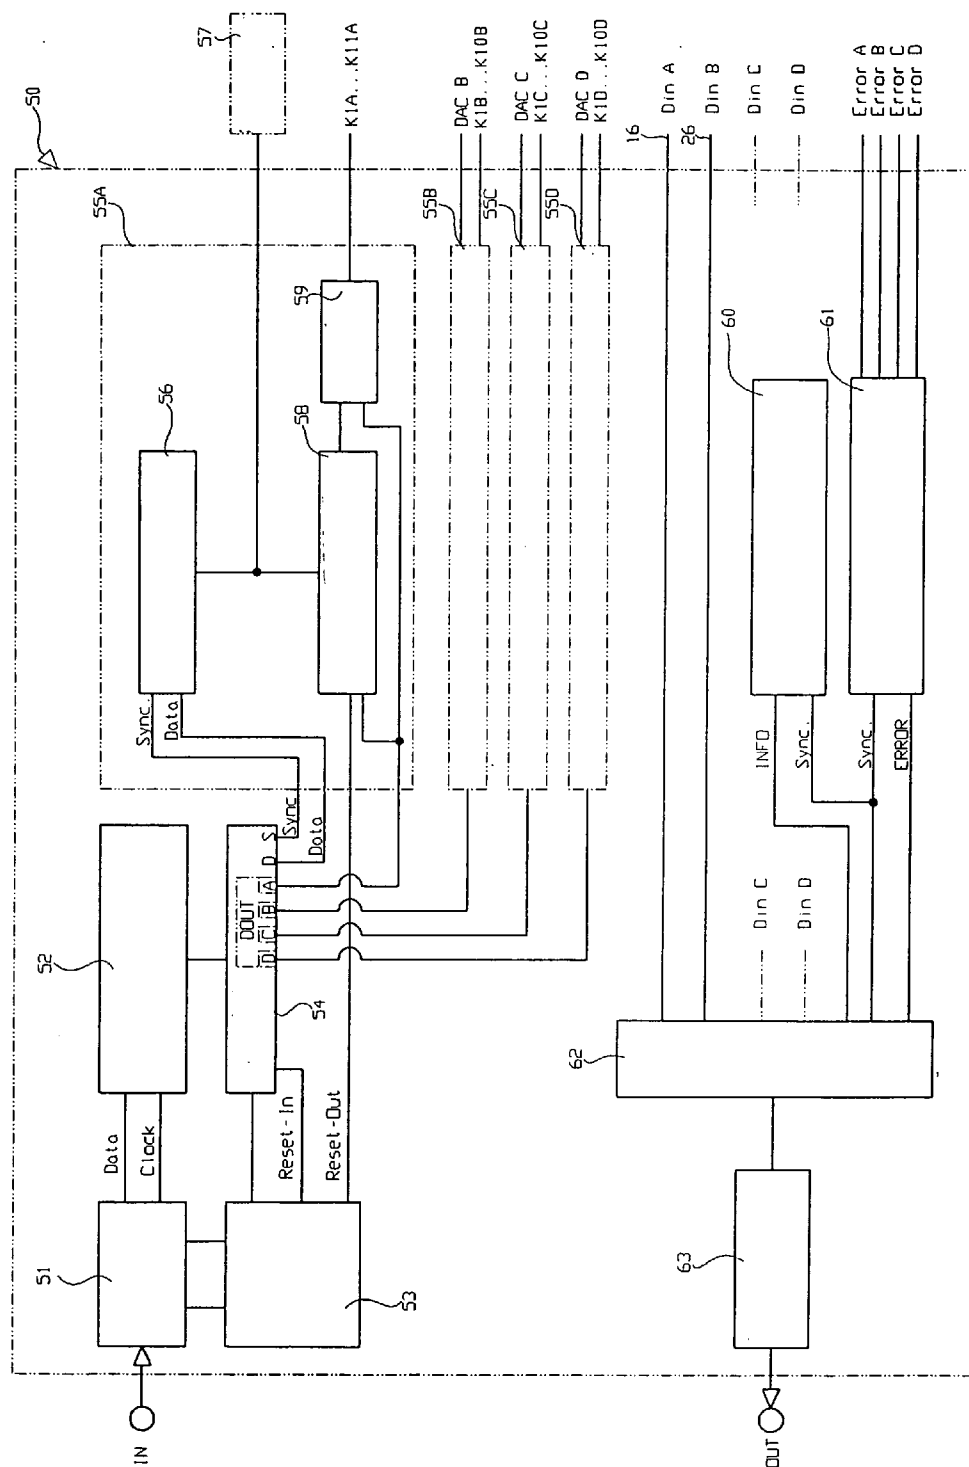 50
57
K1A...K11A
DAC B
K1B...K10B
DAC C
K1C...K10C
DAC D
K1D...K10D
16
Din A
26
Din B
Din C
Din D
Error A
Error B
Error C
Error D
55A
55B
55C
55D
56
59
58
60
61
Sync.
Data
INFO
Sync.
Sync.
ERROR
Sync
Data
52
DOUT
D C B A D S
54
Din C
Din D
62
Data
Clock
Reset-In
Reset-Out
51
53
63
IN
OUT